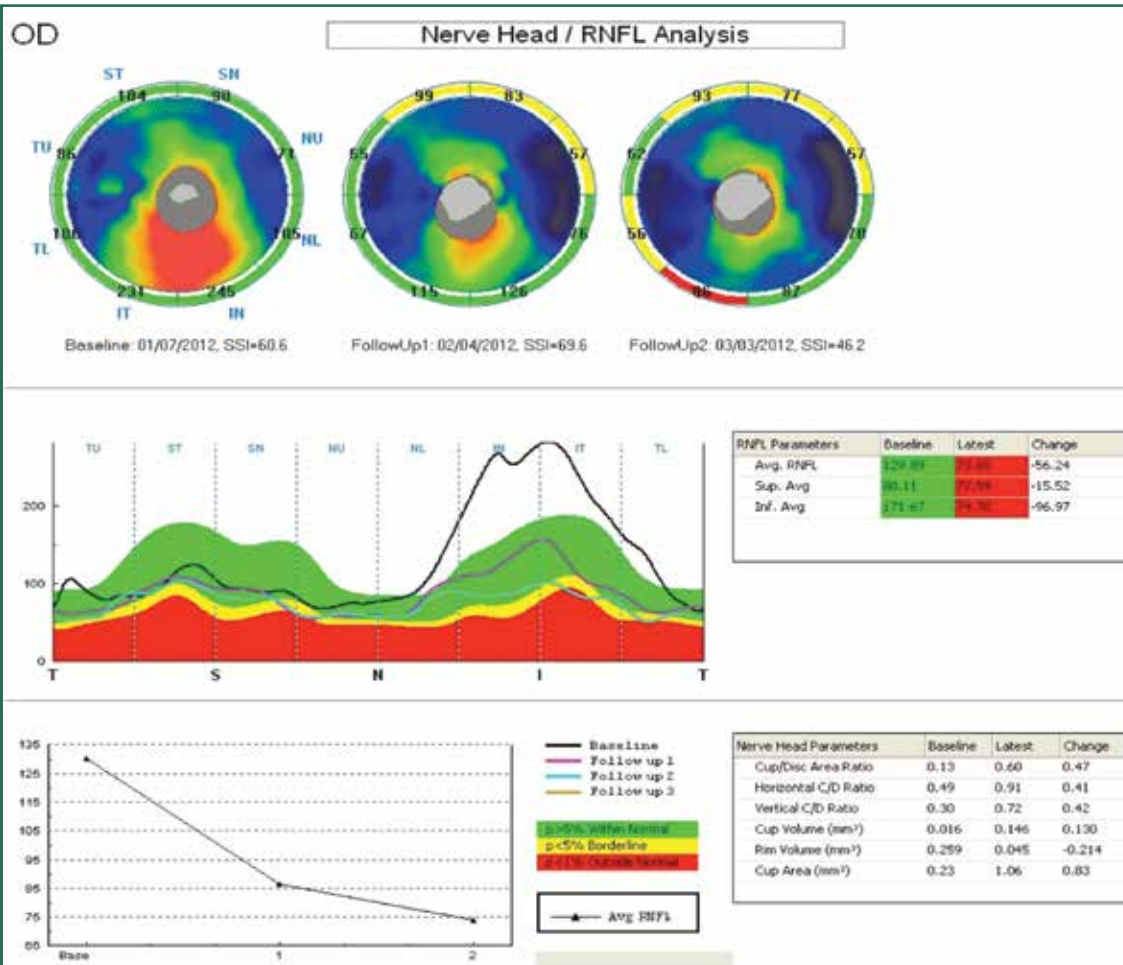 OD
Nerve Head / RNFL Analysis
ST SN
TU NU
TL NL
IT IN
104 90
86 71
106 105
231 245
99 83
65 57
67 76
115 126
93 77
62 67
56 78
86 87
Baseline: 01/07/2012, SSI=60.6
FollowUp1: 02/04/2012, SSI=69.6
FollowUp2: 03/03/2012, SSI=46.2
TU ST SN NU NL IN IT TL
200
100
0
T S N I T
RNFL Parameters Baseline Latest Change
Avg. RNFL 129.89 -56.24
Sup. Avg -15.52
Inf. Avg 171.67 -96.97
135
125
115
105
95
85
75
65
Base 1 2
Baseline
Follow up 1
Follow up 2
Follow up 3
p>5% Within Normal
p<5% Borderline
p<1% Outside Normal
Avg RNFL
Nerve Head Parameters Baseline Latest Change
Cup/Disc Area Ratio 0.13 0.60 0.47
Horizontal C/D Ratio 0.49 0.91 0.41
Vertical C/D Ratio 0.30 0.72 0.42
Cup Volume (mm³) 0.016 0.146 0.130
Rim Volume (mm³) 0.259 0.045 -0.214
Cup Area (mm²) 0.23 1.06 0.83